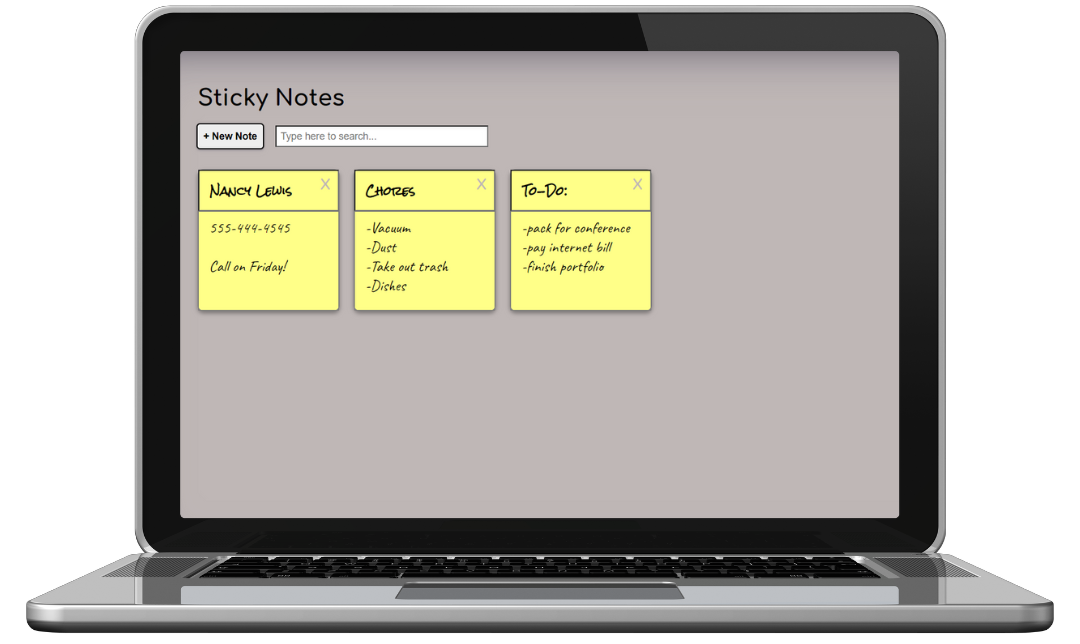 Sticky Notes
+ New Note
Type here to search...
Nancy Lewis
X
555-444-4545
Call on Friday!
Chores
X
-Vacuum
-Dust
-Take out trash
-Dishes
To-Do:
X
-pack for conference
-pay internet bill
-finish portfolio